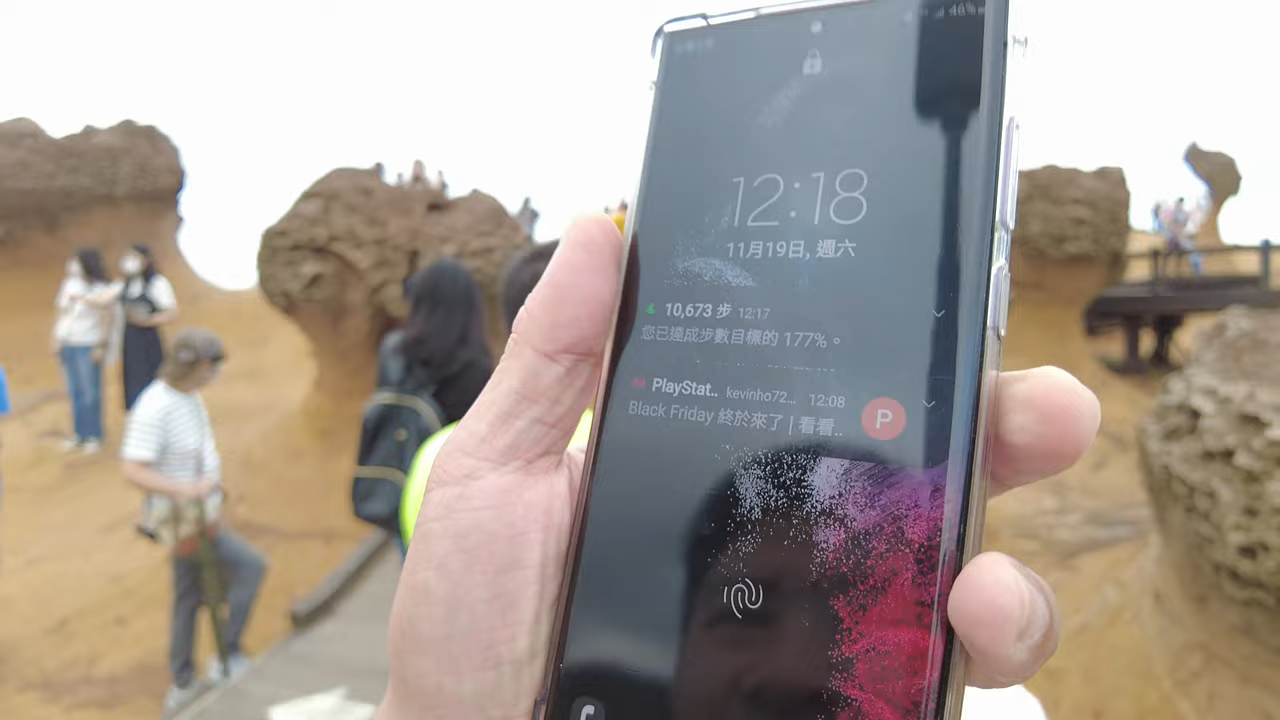 46%
12:18
11月19日, 週六
10,673 步 12:17
您已達成步數目標的 177%。
PlayStat.. kevinho72... 12:08
Black Friday 終於來了 | 看看..
P